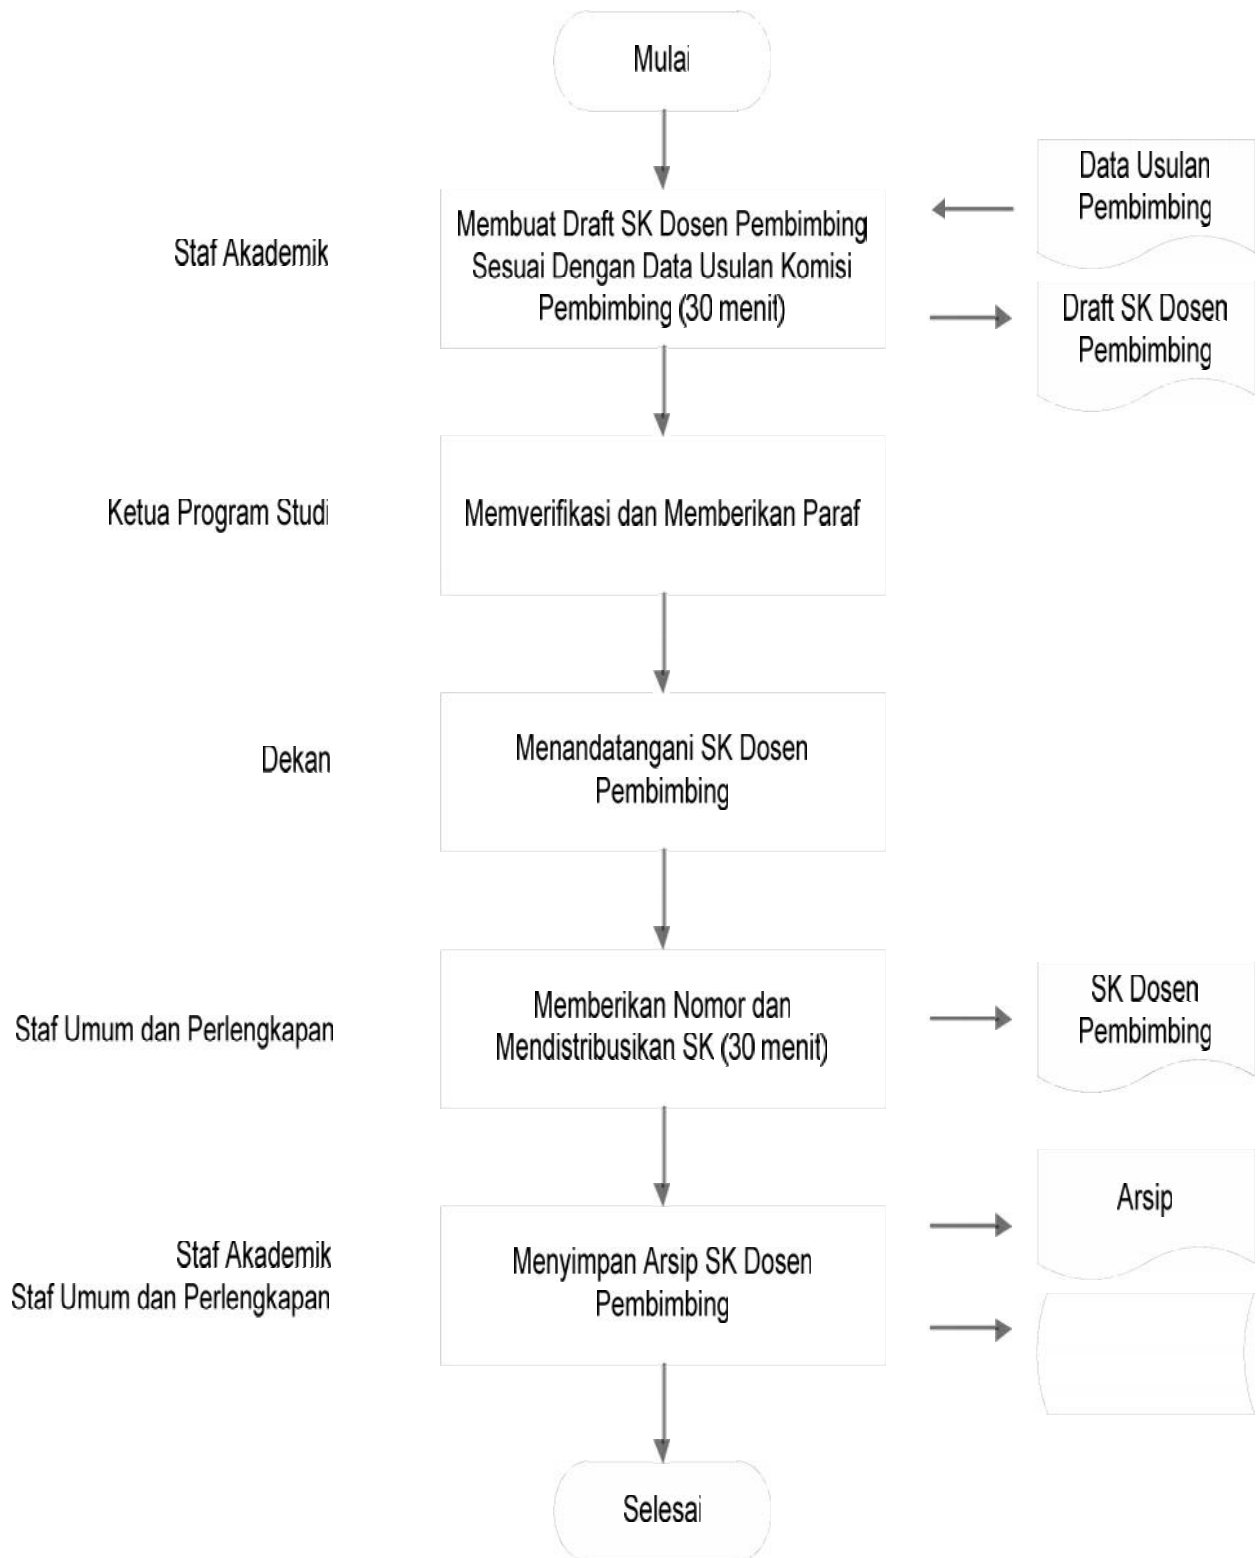 Mulai
Data Usulan
Pembimbing
Staf Akademik
Membuat Draft SK Dosen Pembimbing
Sesuai Dengan Data Usulan Komisi
Pembimbing (30 menit)
Draft SK Dosen
Pembimbing
Ketua Program Studi
Memverifikasi dan Memberikan Paraf
Dekan
Menandatangani SK Dosen
Pembimbing
Staf Umum dan Perlengkapan
Memberikan Nomor dan
Mendistribusikan SK (30 menit)
SK Dosen
Pembimbing
Staf Akademik
Staf Umum dan Perlengkapan
Menyimpan Arsip SK Dosen
Pembimbing
Arsip
Selesai